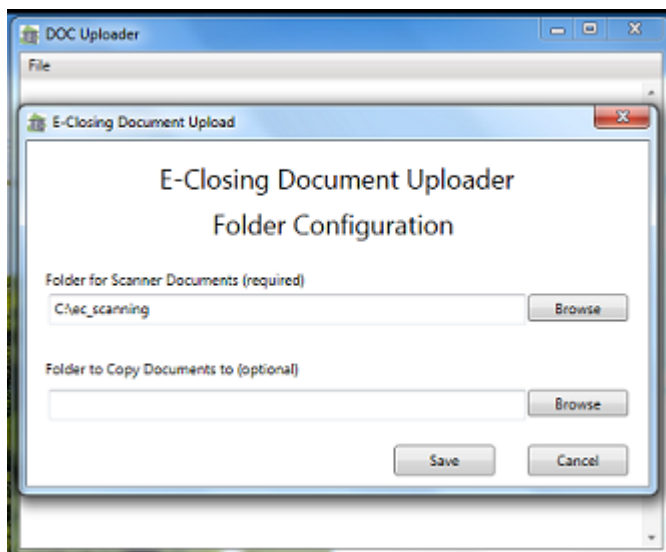 DOC Uploader
File
E-Closing Document Upload
E-Closing Document Uploader
Folder Configuration
Folder for Scanner Documents (required)
C:\ec_scanning
Browse
Folder to Copy Documents to (optional)
Browse
Save
Cancel